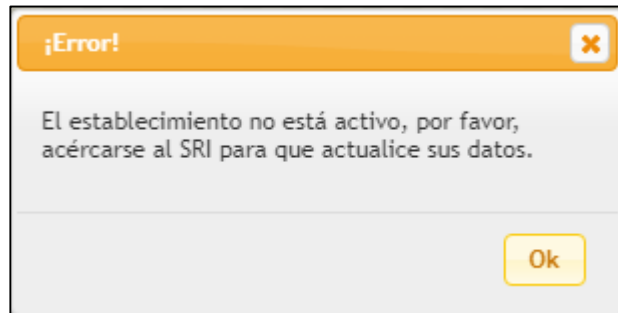 ¡Error!
El establecimiento no está activo, por favor,
acércarse al SRI para que actualice sus datos.
Ok